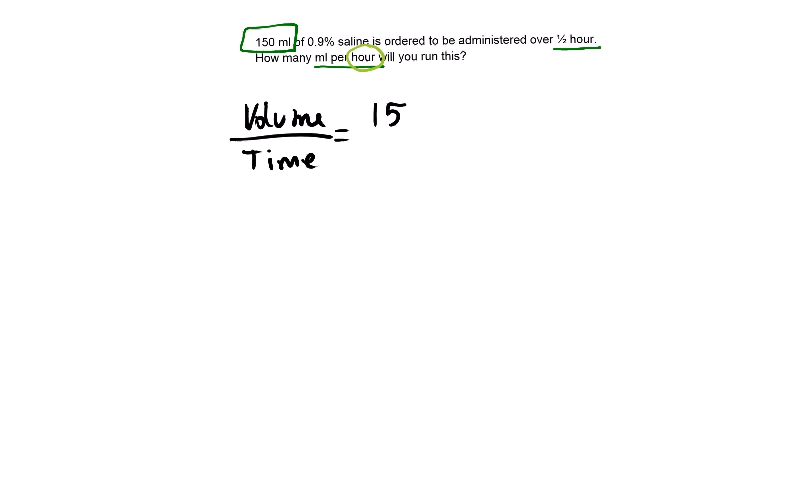 150 ml of 0.9% saline is ordered to be administered over ½ hour.
How many ml per hour will you run this?
Volume
Time
= 15